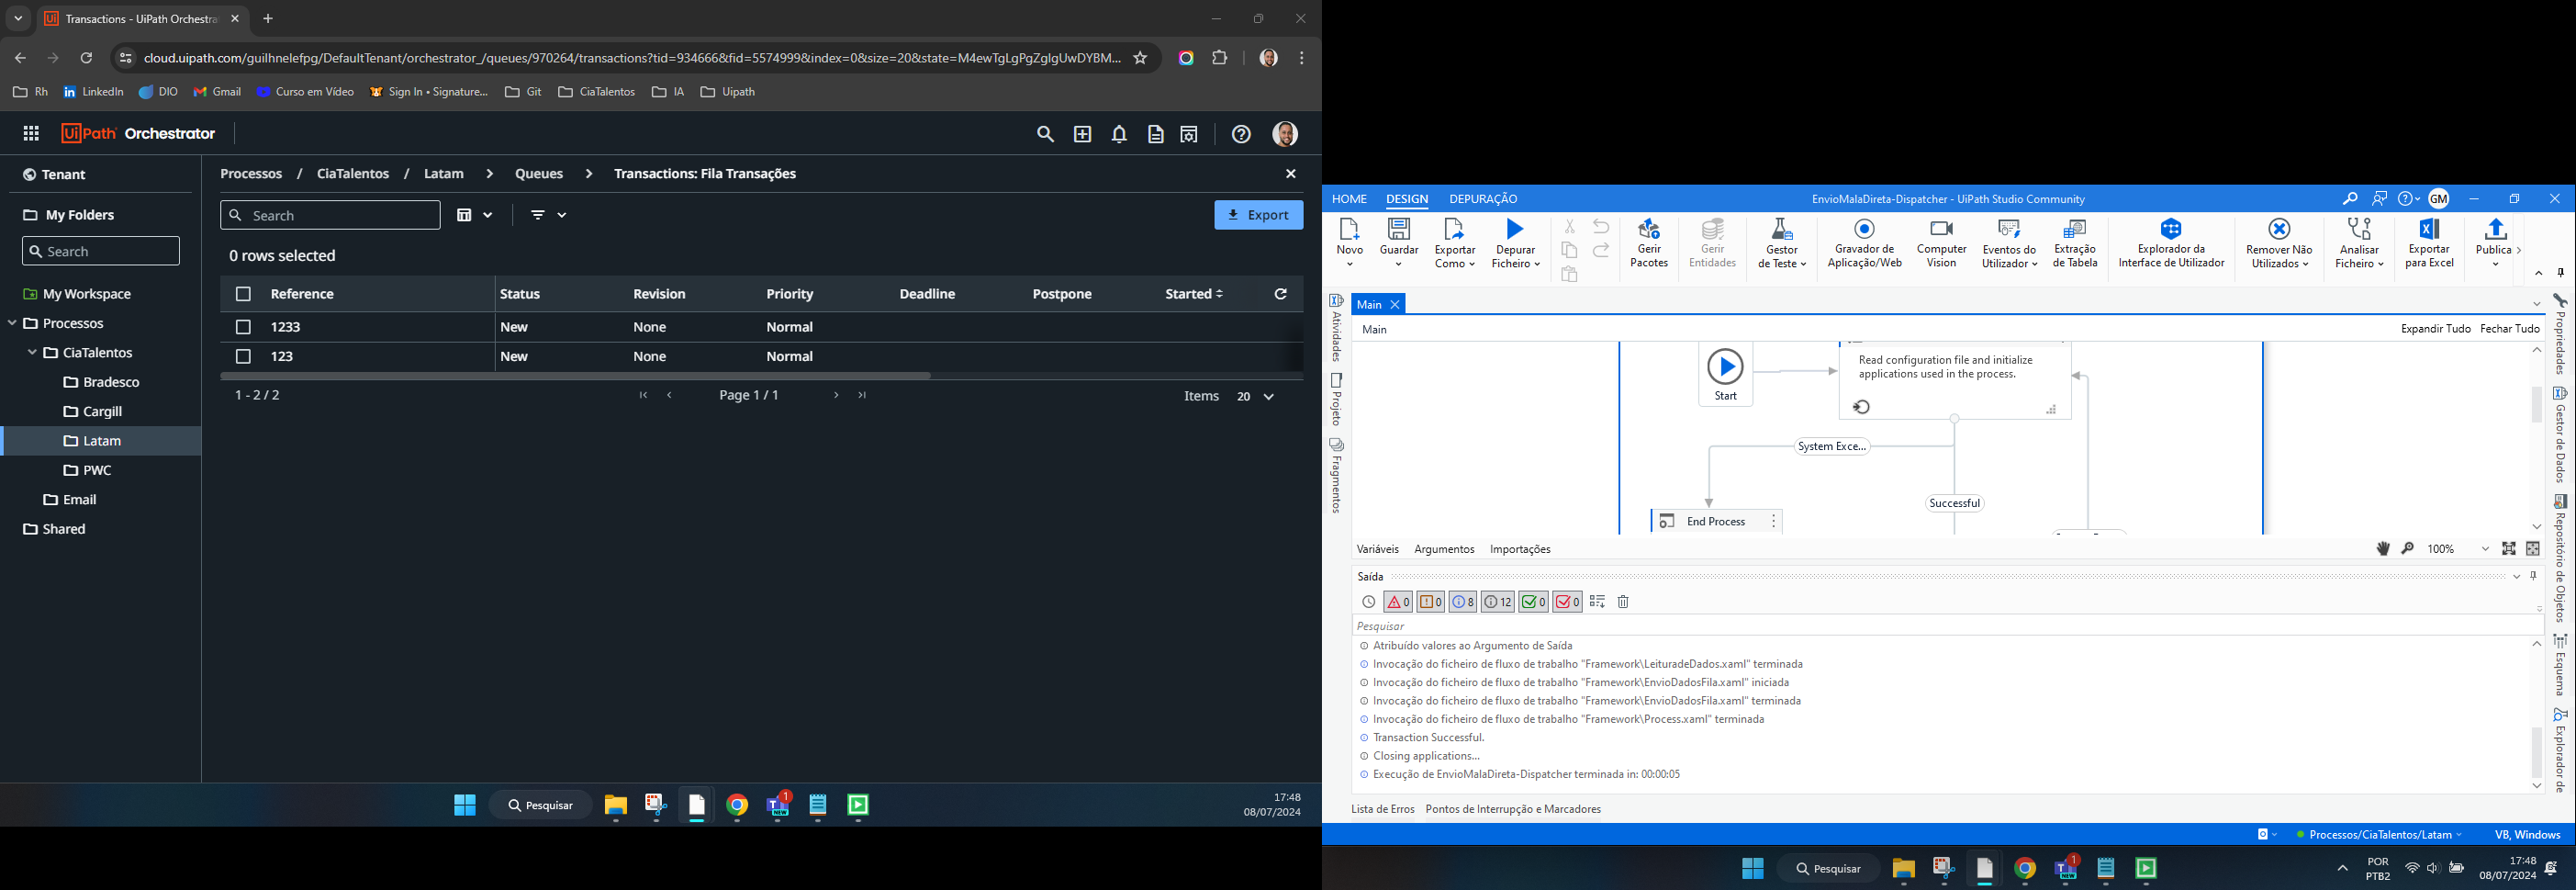 Transactions - UiPath Orchestra
cloud.uipath.com/guilhnelefpg/DefaultTenant/orchestrator_/queues/970264/transactions?tid=934666&fid=5574999&index=0&size=20&state=M4ewTgLgPgZgIgUwDYBM...
Rh
LinkedIn
DIO
Gmail
Curso em Vídeo
Sign In • Signature...
Git
CiaTalentos
IA
Uipath
UiPath Orchestrator
Tenant
My Folders
Search
My Workspace
Processos
CiaTalentos
Bradesco
Cargill
Latam
PWC
Email
Shared
Processos / CiaTalentos / Latam > Queues > Transactions: Fila Transações
Search
Export
0 rows selected
Reference Status Revision Priority Deadline Postpone Started
1233 New None Normal
123 New None Normal
1 - 2 / 2 Page 1 / 1 Items 20
Pesquisar
1
NEW
17:48
08/07/2024
HOME DESIGN DEPURAÇÃO
EnvioMalaDireta-Dispatcher - UiPath Studio Community
GM
Novo
Guardar
Exportar Como
Depurar Ficheiro
Gerir Pacotes
Gerir Entidades
Gestor de Teste
Gravador de Aplicação/Web
Computer Vision
Eventos do Utilizador
Extração de Tabela
Explorador da Interface de Utilizador
Remover Não Utilizados
Analisar Ficheiro
Exportar para Excel
Publica
Atividades
Projeto
Fragmentos
Main
Main
Expandir Tudo Fechar Tudo
Start
Read configuration file and initialize
applications used in the process.
System Exce...
Successful
End Process
Variáveis Argumentos Importações
100%
Propriedades
Gestor de Dados
Repositório de Objetos
Esquema
Explorador de
Saída
0 0 8 12 0 0
Pesquisar
Atribuído valores ao Argumento de Saída
Invocação do ficheiro de fluxo de trabalho "Framework\LeituradeDados.xaml" terminada
Invocação do ficheiro de fluxo de trabalho "Framework\EnvioDadosFila.xaml" iniciada
Invocação do ficheiro de fluxo de trabalho "Framework\EnvioDadosFila.xaml" terminada
Invocação do ficheiro de fluxo de trabalho "Framework\Process.xaml" terminada
Transaction Successful.
Closing applications...
Execução de EnvioMalaDireta-Dispatcher terminada in: 00:00:05
Lista de Erros Pontos de Interrupção e Marcadores
Processos/CiaTalentos/Latam
VB, Windows
Pesquisar
1
NEW
POR
PTB2
17:48
08/07/2024